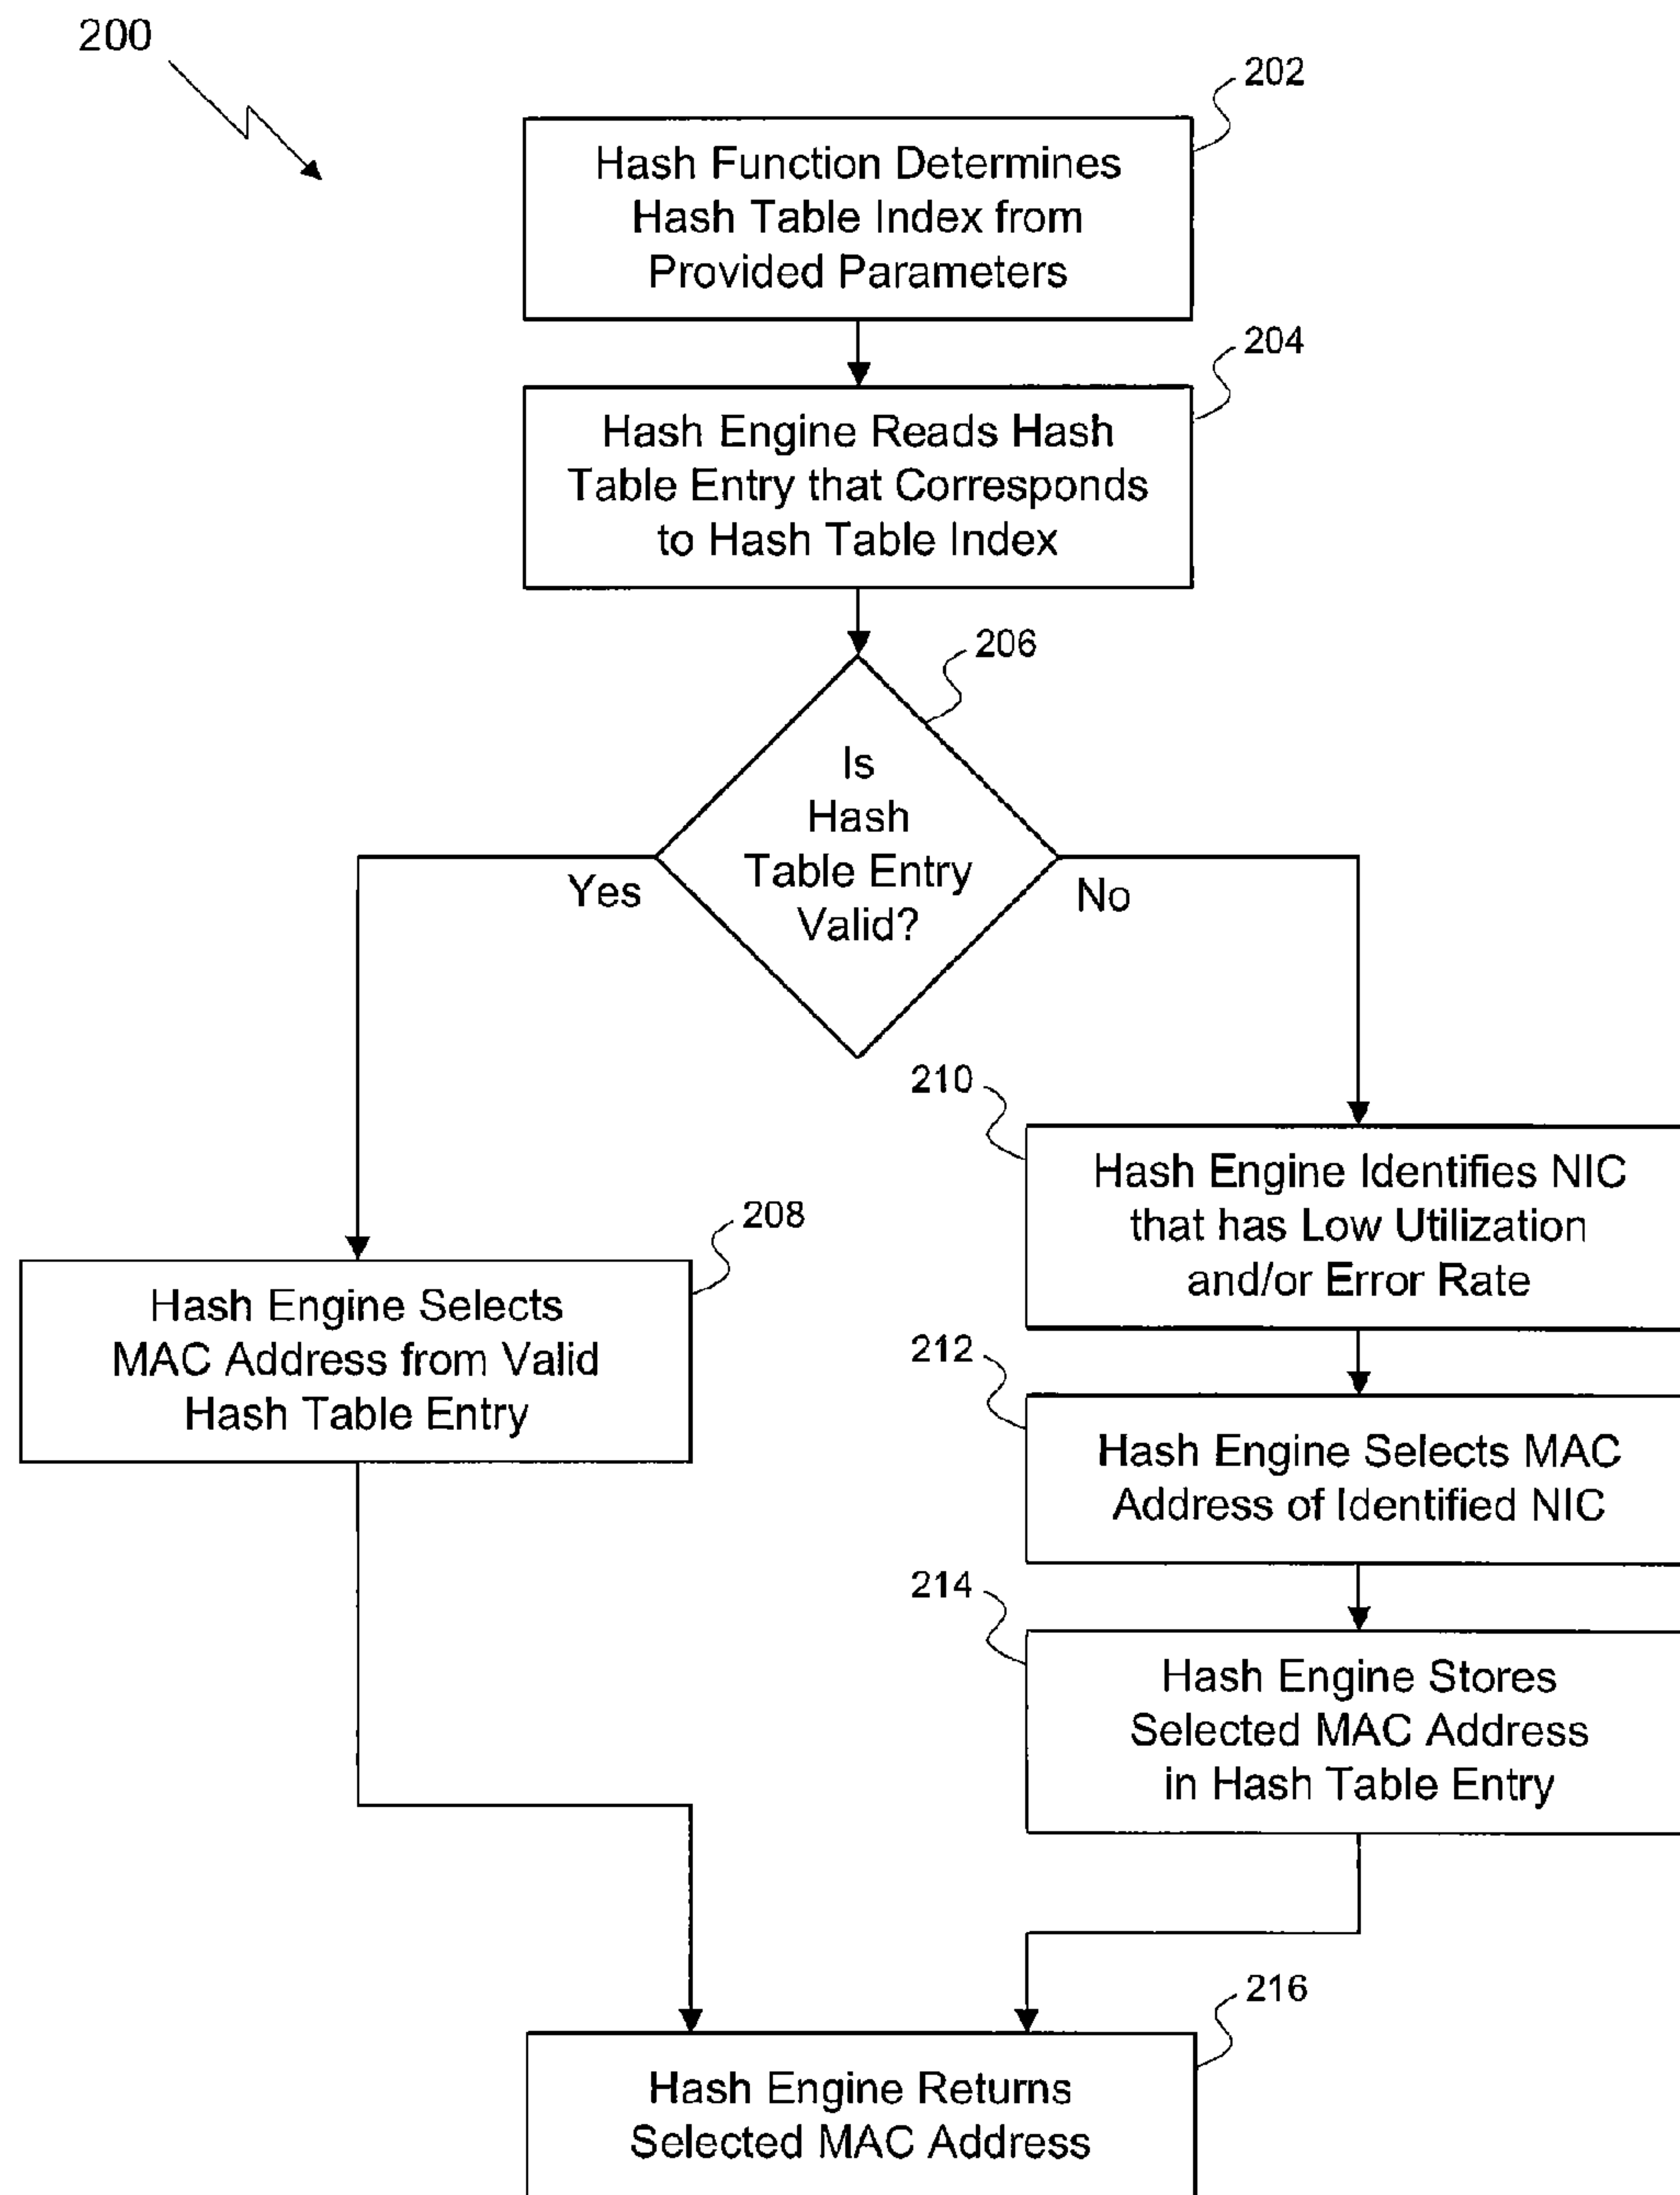 200
202
Hash Function Determines
Hash Table Index from
Provided Parameters
204
Hash Engine Reads Hash
Table Entry that Corresponds
to Hash Table Index
206
Is
Hash
Table Entry
Valid?
Yes
No
210
Hash Engine Identifies NIC
that has Low Utilization
and/or Error Rate
208
Hash Engine Selects
MAC Address from Valid
Hash Table Entry
212
Hash Engine Selects MAC
Address of Identified NIC
214
Hash Engine Stores
Selected MAC Address
in Hash Table Entry
216
Hash Engine Returns
Selected MAC Address